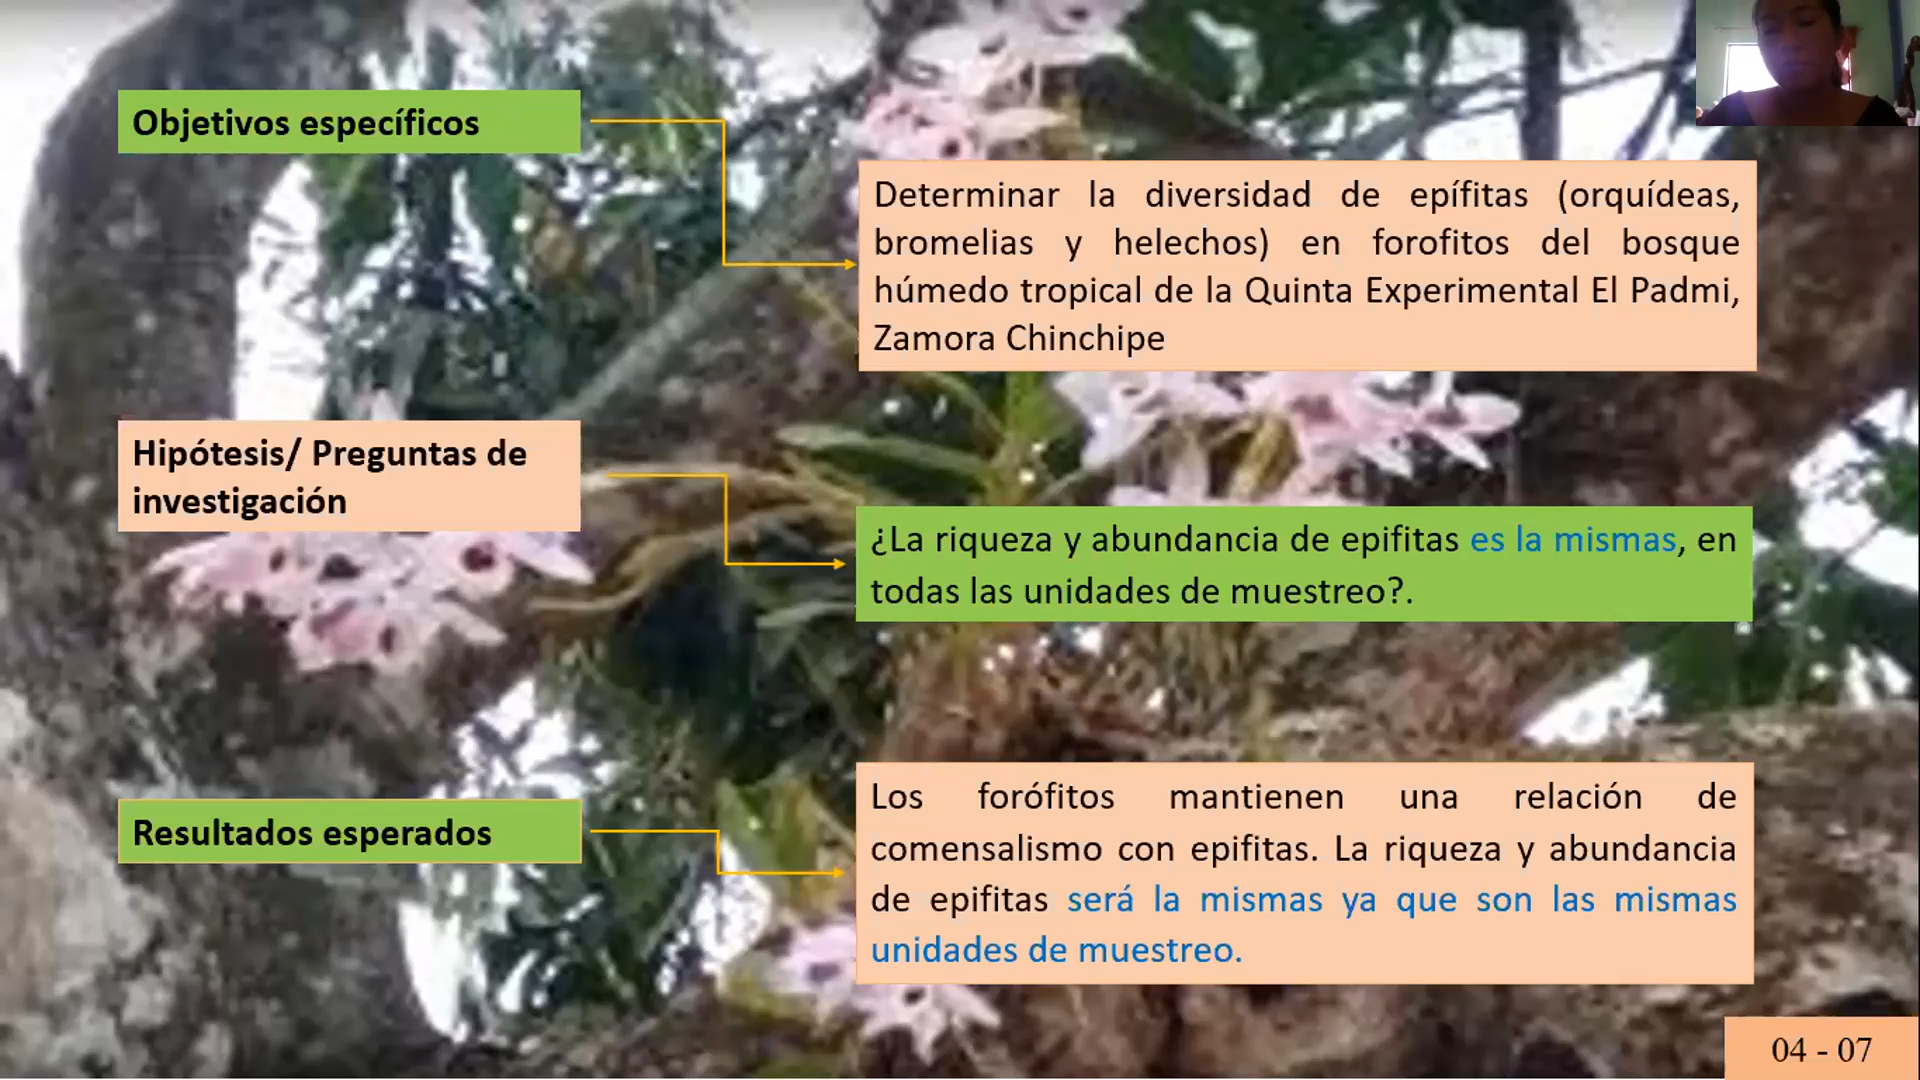 Objetivos específicos
Determinar la diversidad de epífitas (orquídeas,
bromelias y helechos) en forofitos del bosque
húmedo tropical de la Quinta Experimental El Padmi,
Zamora Chinchipe
Hipótesis/ Preguntas de
investigación
¿La riqueza y abundancia de epifitas es la mismas, en
todas las unidades de muestreo?.
Resultados esperados
Los forófitos mantienen una relación de
comensalismo con epifitas. La riqueza y abundancia
de epifitas será la mismas ya que son las mismas
unidades de muestreo.
04 - 07